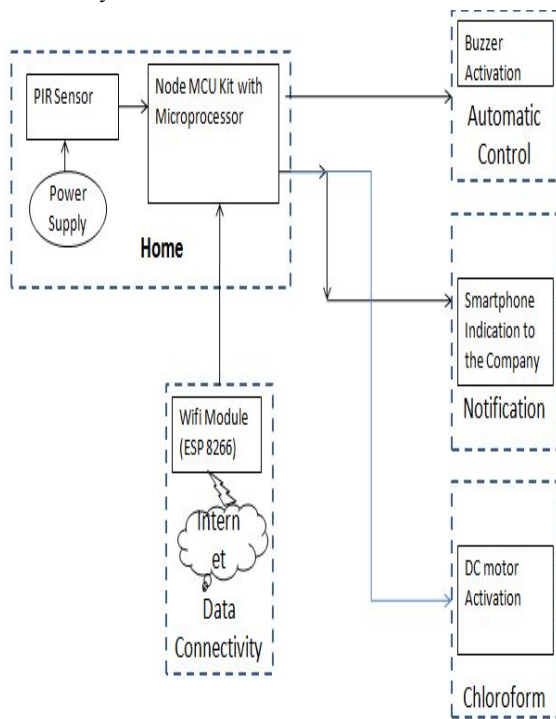 PIR Sensor
Node MCU Kit with
Microprocessor
Power
Supply
Home
Buzzer
Activation
Automatic
Control
Smartphone
Indication to
the Company
Notification
Wifi Module
(ESP 8266)
Intern
et
Data
Connectivity
DC motor
Activation
Chloroform